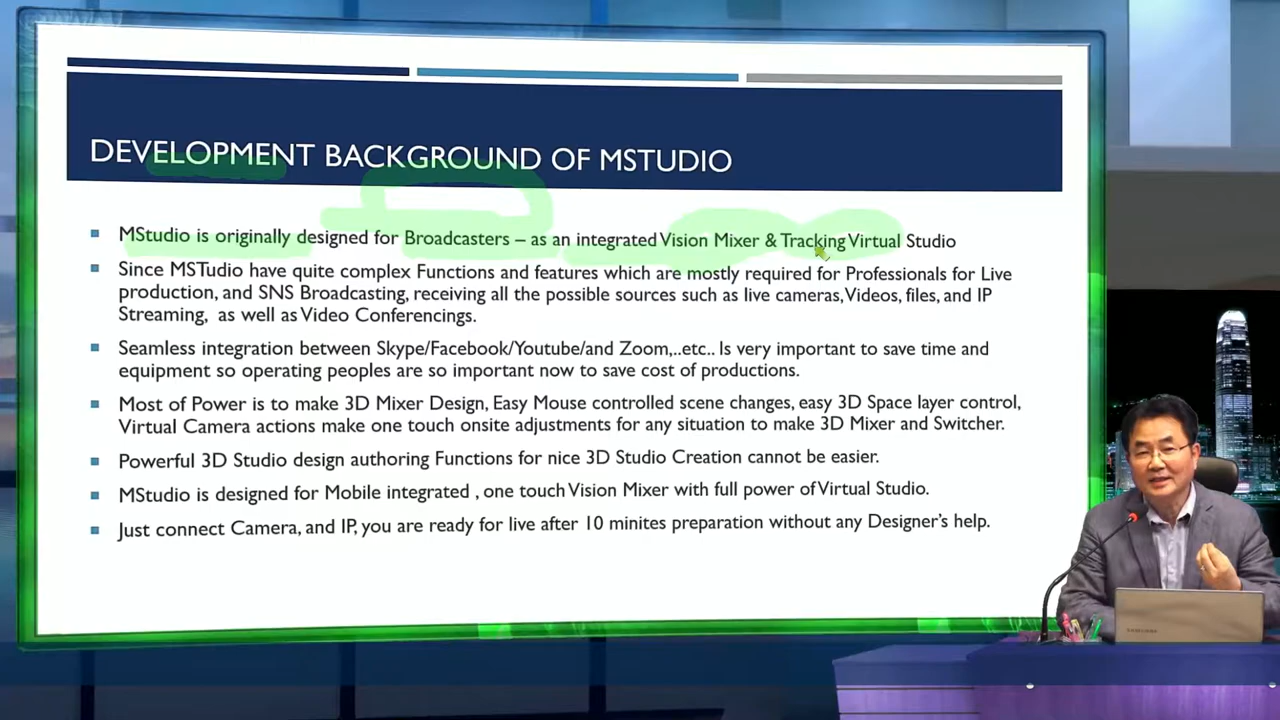 DEVELOPMENT BACKGROUND OF MSTUDIO
MStudio is originally designed for Broadcasters – as an integrated Vision Mixer & Tracking Virtual Studio
Since MSTudio have quite complex Functions and features which are mostly required for Professionals for Live
production, and SNS Broadcasting, receiving all the possible sources such as live cameras, Videos, files, and IP
Streaming, as well as Video Conferencings.
Seamless integration between Skype/Facebook/Youtube/and Zoom,..etc.. Is very important to save time and
equipment so operating peoples are so important now to save cost of productions.
Most of Power is to make 3D Mixer Design, Easy Mouse controlled scene changes, easy 3D Space layer control,
Virtual Camera actions make one touch onsite adjustments for any situation to make 3D Mixer and Switcher.
Powerful 3D Studio design authoring Functions for nice 3D Studio Creation cannot be easier.
MStudio is designed for Mobile integrated , one touch Vision Mixer with full power of Virtual Studio.
Just connect Camera, and IP, you are ready for live after 10 minites preparation without any Designer's help.